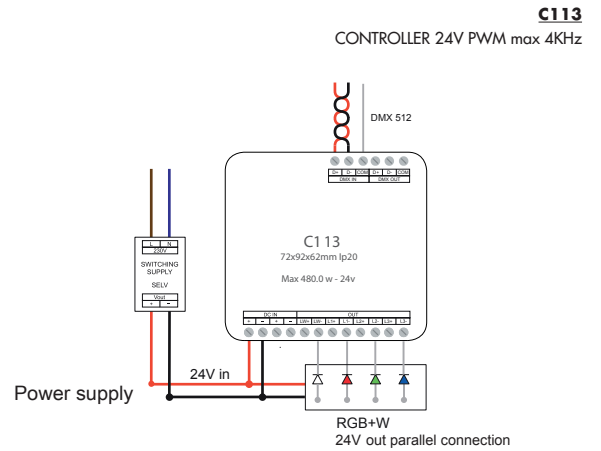 C113
CONTROLLER 24V PWM max 4KHz
DMX 512
D+ D- COM D+ D- COM
DMX IN DMX OUT
L N
230V
SWITCHING
SUPPLY
SELV
Vout
+ -
C113
72x92x62mm Ip20
Max 480.0 w - 24v
DC IN OUT
+ - + - LW+ LW- L1+ L1- L2+ L2- L3+ L3-
24V in
Power supply
RGB+W
24V out parallel connection